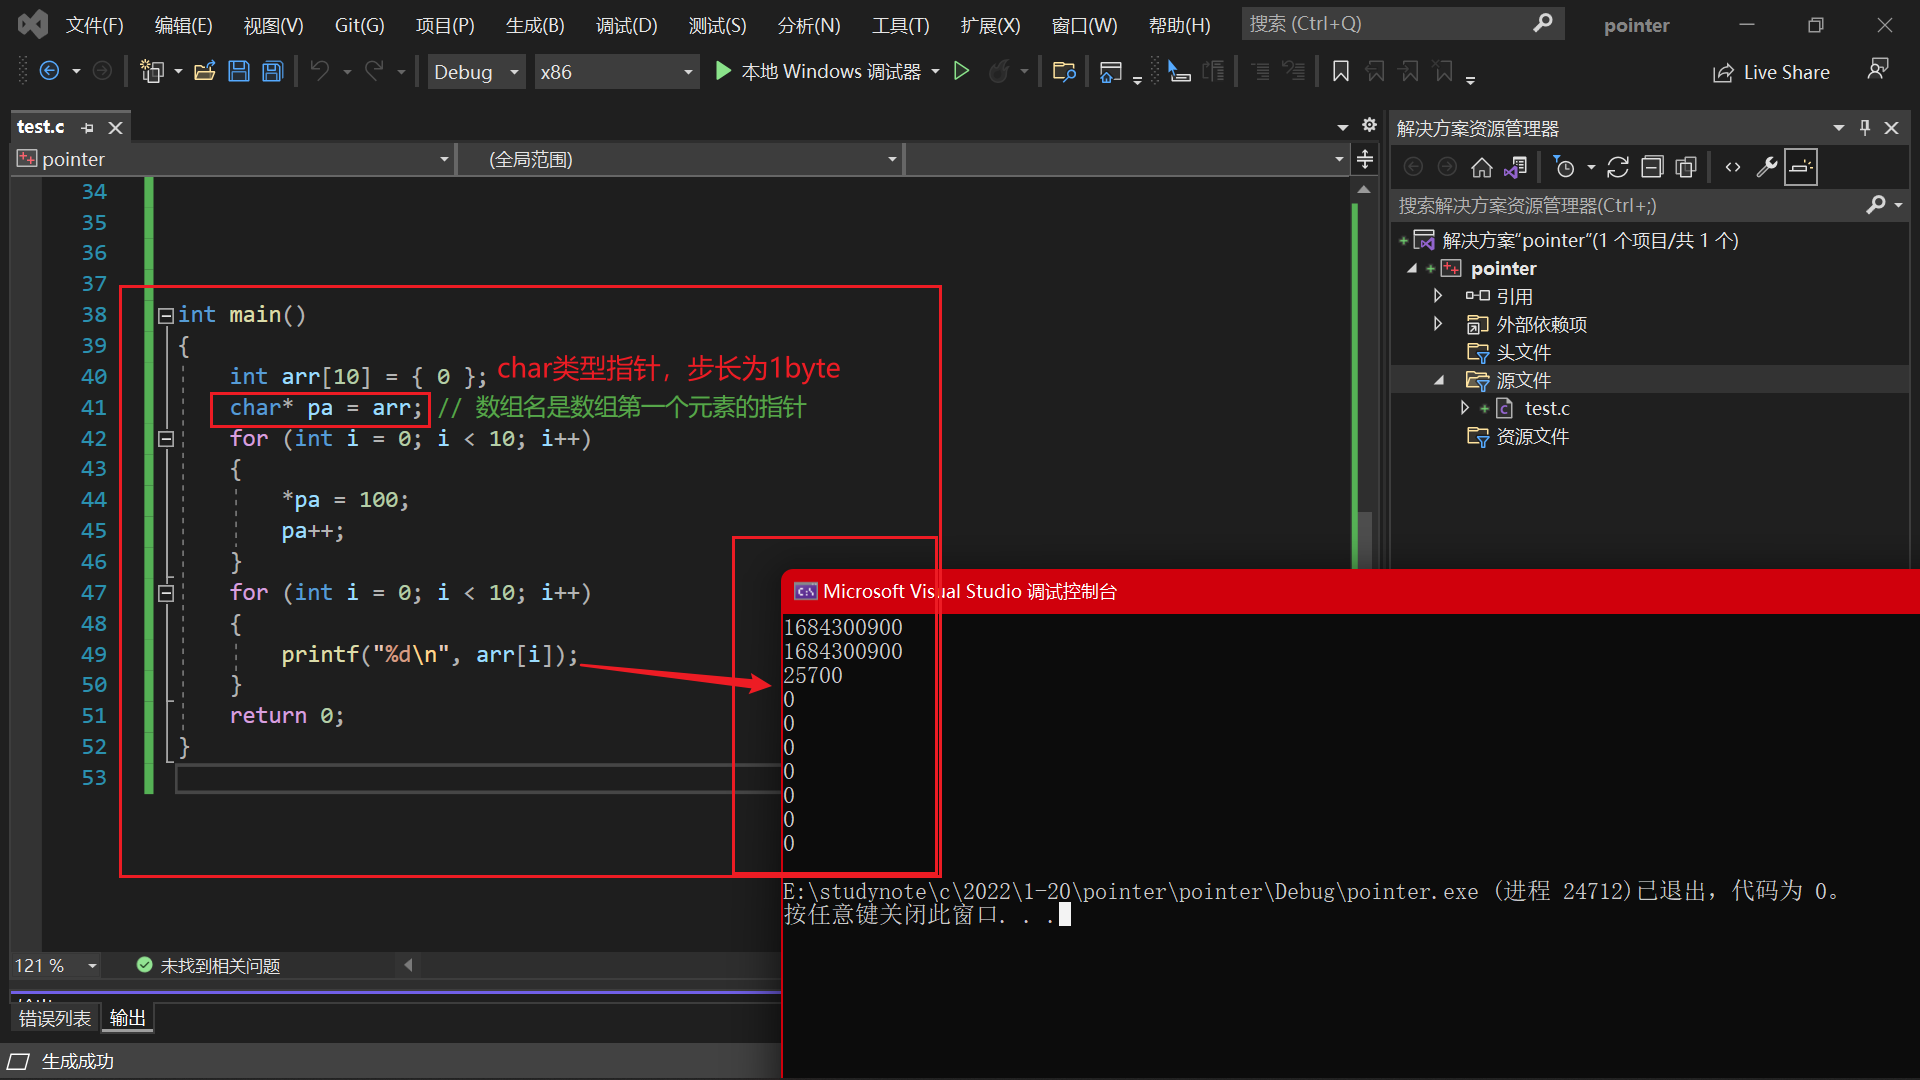 文件(F) 编辑(E) 视图(V) Git(G) 项目(P) 生成(B) 调试(D) 测试(S) 分析(N) 工具(T) 扩展(X) 窗口(W) 帮助(H) 搜索 (Ctrl+Q) pointer
Debug x86 本地 Windows 调试器 Live Share
test.c
pointer (全局范围)
34
35
36
37
38 int main()
39 {
40 int arr[10] = { 0 }; char类型指针，步长为1byte
41 char* pa = arr; // 数组名是数组第一个元素的指针
42 for (int i = 0; i < 10; i++)
43 {
44 *pa = 100;
45 pa++;
46 }
47 for (int i = 0; i < 10; i++)
48 {
49 printf("%d\n", arr[i]);
50 }
51 return 0;
52 }
53
解决方案资源管理器
搜索解决方案资源管理器(Ctrl+;)
解决方案“pointer”(1 个项目/共 1 个)
pointer
引用
外部依赖项
头文件
源文件
test.c
资源文件
Microsoft Visual Studio 调试控制台
1684300900
1684300900
25700
0
0
0
0
0
0
0
E:\studynote\c\2022\1-20\pointer\pointer\Debug\pointer.exe (进程 24712)已退出，代码为 0。
按任意键关闭此窗口. . .
121 % 未找到相关问题
错误列表 输出
生成成功